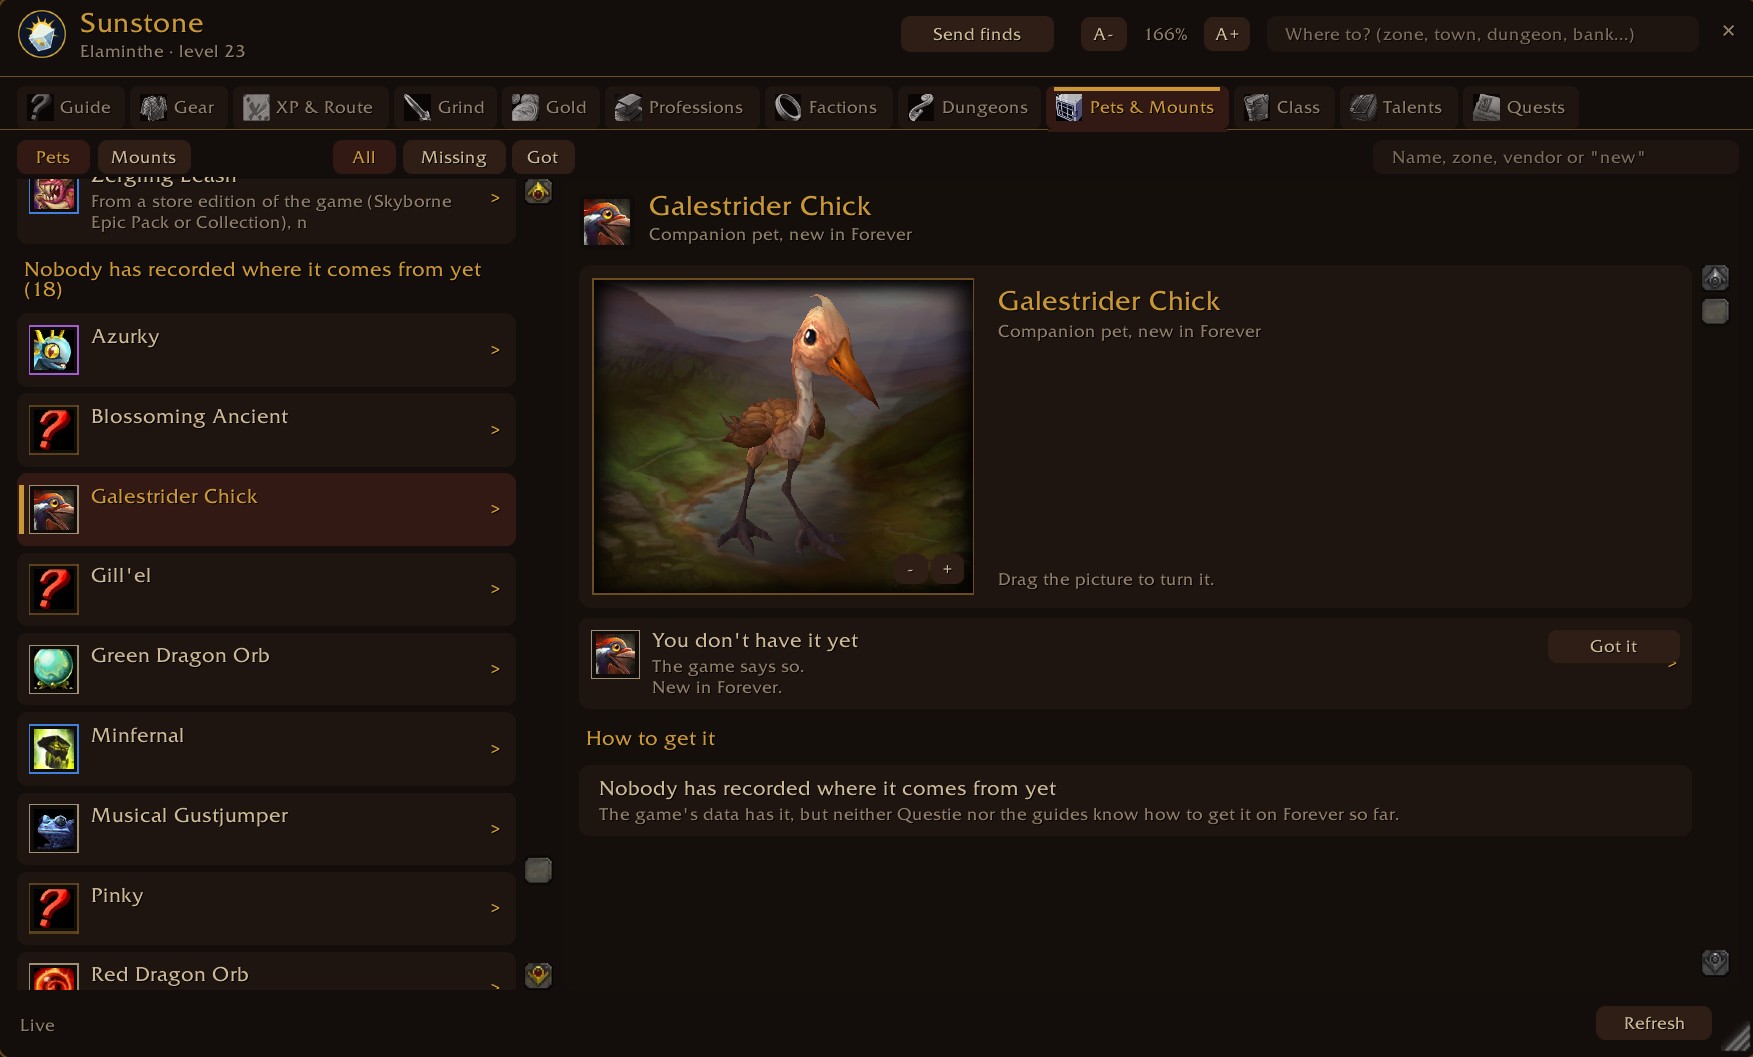 Sunstone
Elaminthe · level 23
Send finds
A-
166%
A+
Where to? (zone, town, dungeon, bank...)
×
Guide
Gear
XP & Route
Grind
Gold
Professions
Factions
Dungeons
Pets & Mounts
Class
Talents
Quests
Pets
Mounts
All
Missing
Got
Name, zone, vendor or "new"
Zergling Leash
From a store edition of the game (Skyborne
Epic Pack or Collection), n
>
Nobody has recorded where it comes from yet
(18)
Azurky
>
Blossoming Ancient
>
Galestrider Chick
>
Gill'el
>
Green Dragon Orb
>
Minfernal
>
Musical Gustjumper
>
Pinky
>
Red Dragon Orb
>
Galestrider Chick
Companion pet, new in Forever
Galestrider Chick
Companion pet, new in Forever
- +
Drag the picture to turn it.
You don't have it yet
The game says so.
New in Forever.
Got it
>
How to get it
Nobody has recorded where it comes from yet
The game's data has it, but neither Questie nor the guides know how to get it on Forever so far.
Live
Refresh